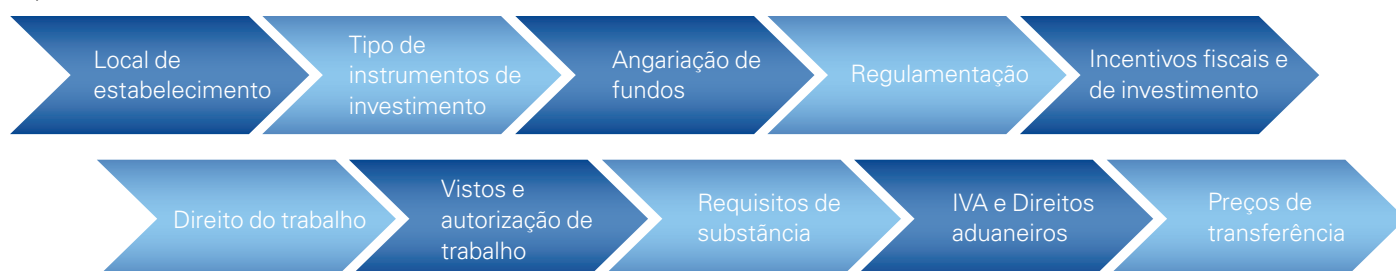 Local de
estabelecimento
Tipo de
instrumentos de
investimento
Angariação de
fundos
Regulamentação
Incentivos fiscais e
de investimento
Direito do trabalho
Vistos e
autorização de
trabalho
Requisitos de
substãncia
IVA e Direitos
aduaneiros
Preços de
transferência